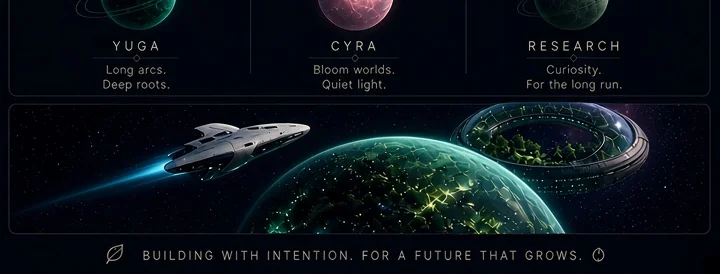 YUGA
Long arcs.
Deep roots.
CYRA
Bloom worlds.
Quiet light.
RESEARCH
Curiosity.
For the long run.
BUILDING WITH INTENTION. FOR A FUTURE THAT GROWS.